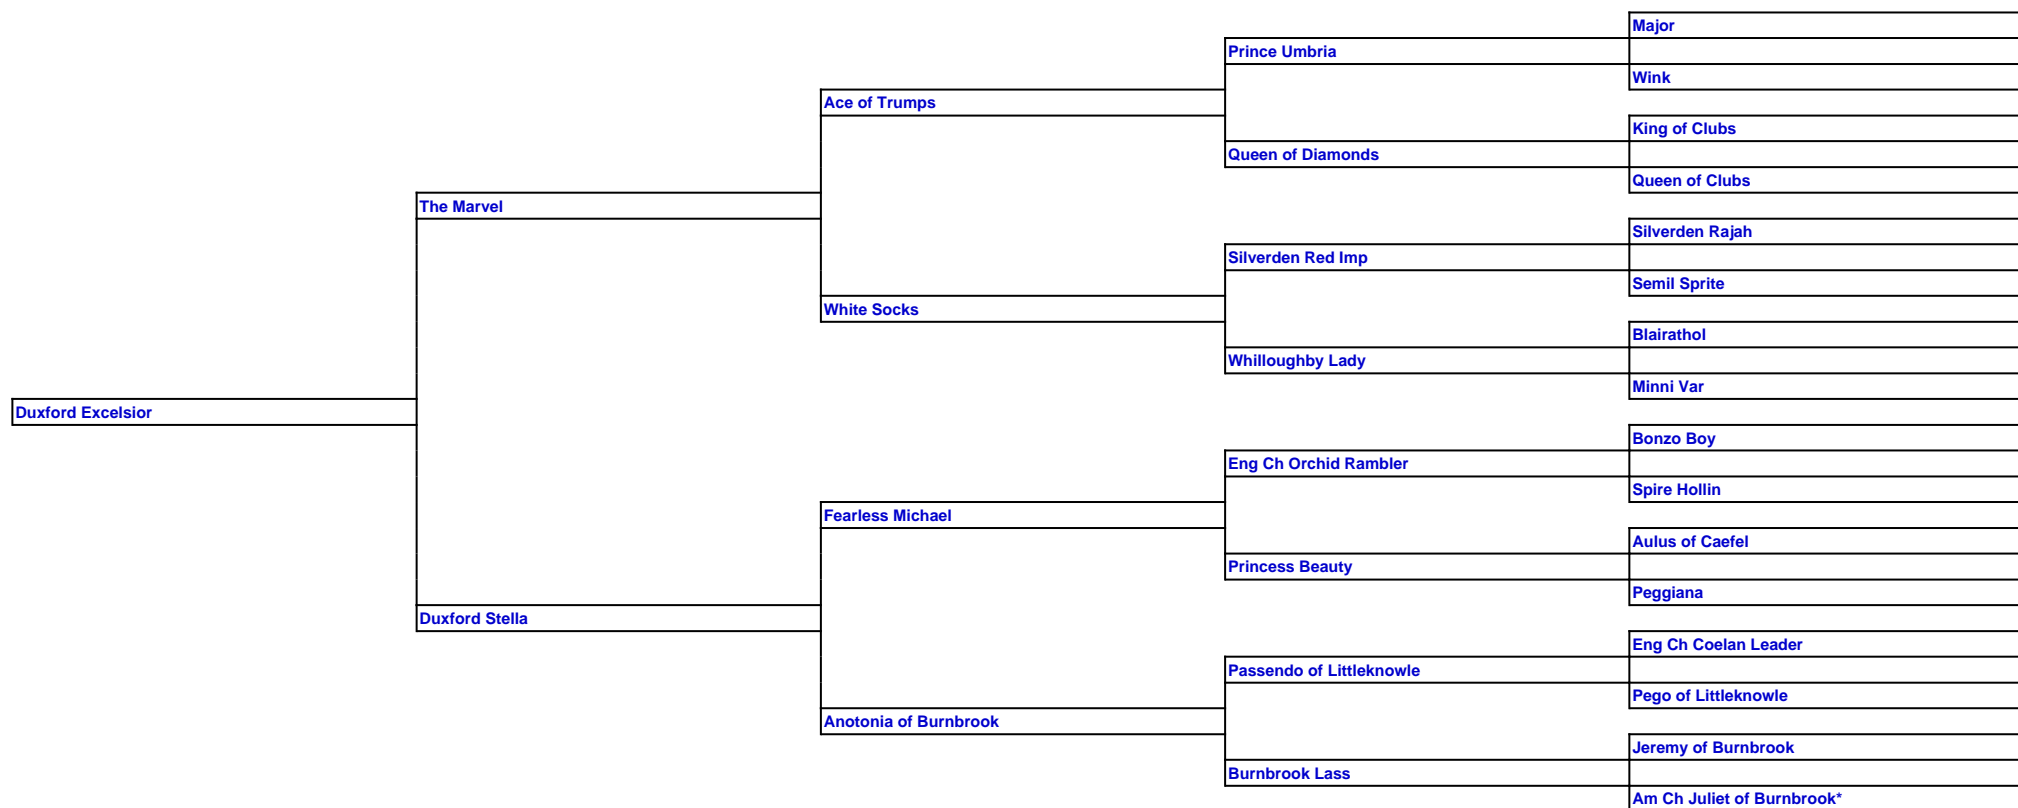 Major
Prince Umbria
Wink
Ace of Trumps
King of Clubs
Queen of Diamonds
Queen of Clubs
The Marvel
Silverden Rajah
Silverden Red Imp
Semil Sprite
White Socks
Blairathol
Whilloughby Lady
Minni Var
Duxford Excelsior
Bonzo Boy
Eng Ch Orchid Rambler
Spire Hollin
Fearless Michael
Aulus of Caefel
Princess Beauty
Peggiana
Duxford Stella
Eng Ch Coelan Leader
Passendo of Littleknowle
Pego of Littleknowle
Anotonia of Burnbrook
Jeremy of Burnbrook
Burnbrook Lass
Am Ch Juliet of Burnbrook*